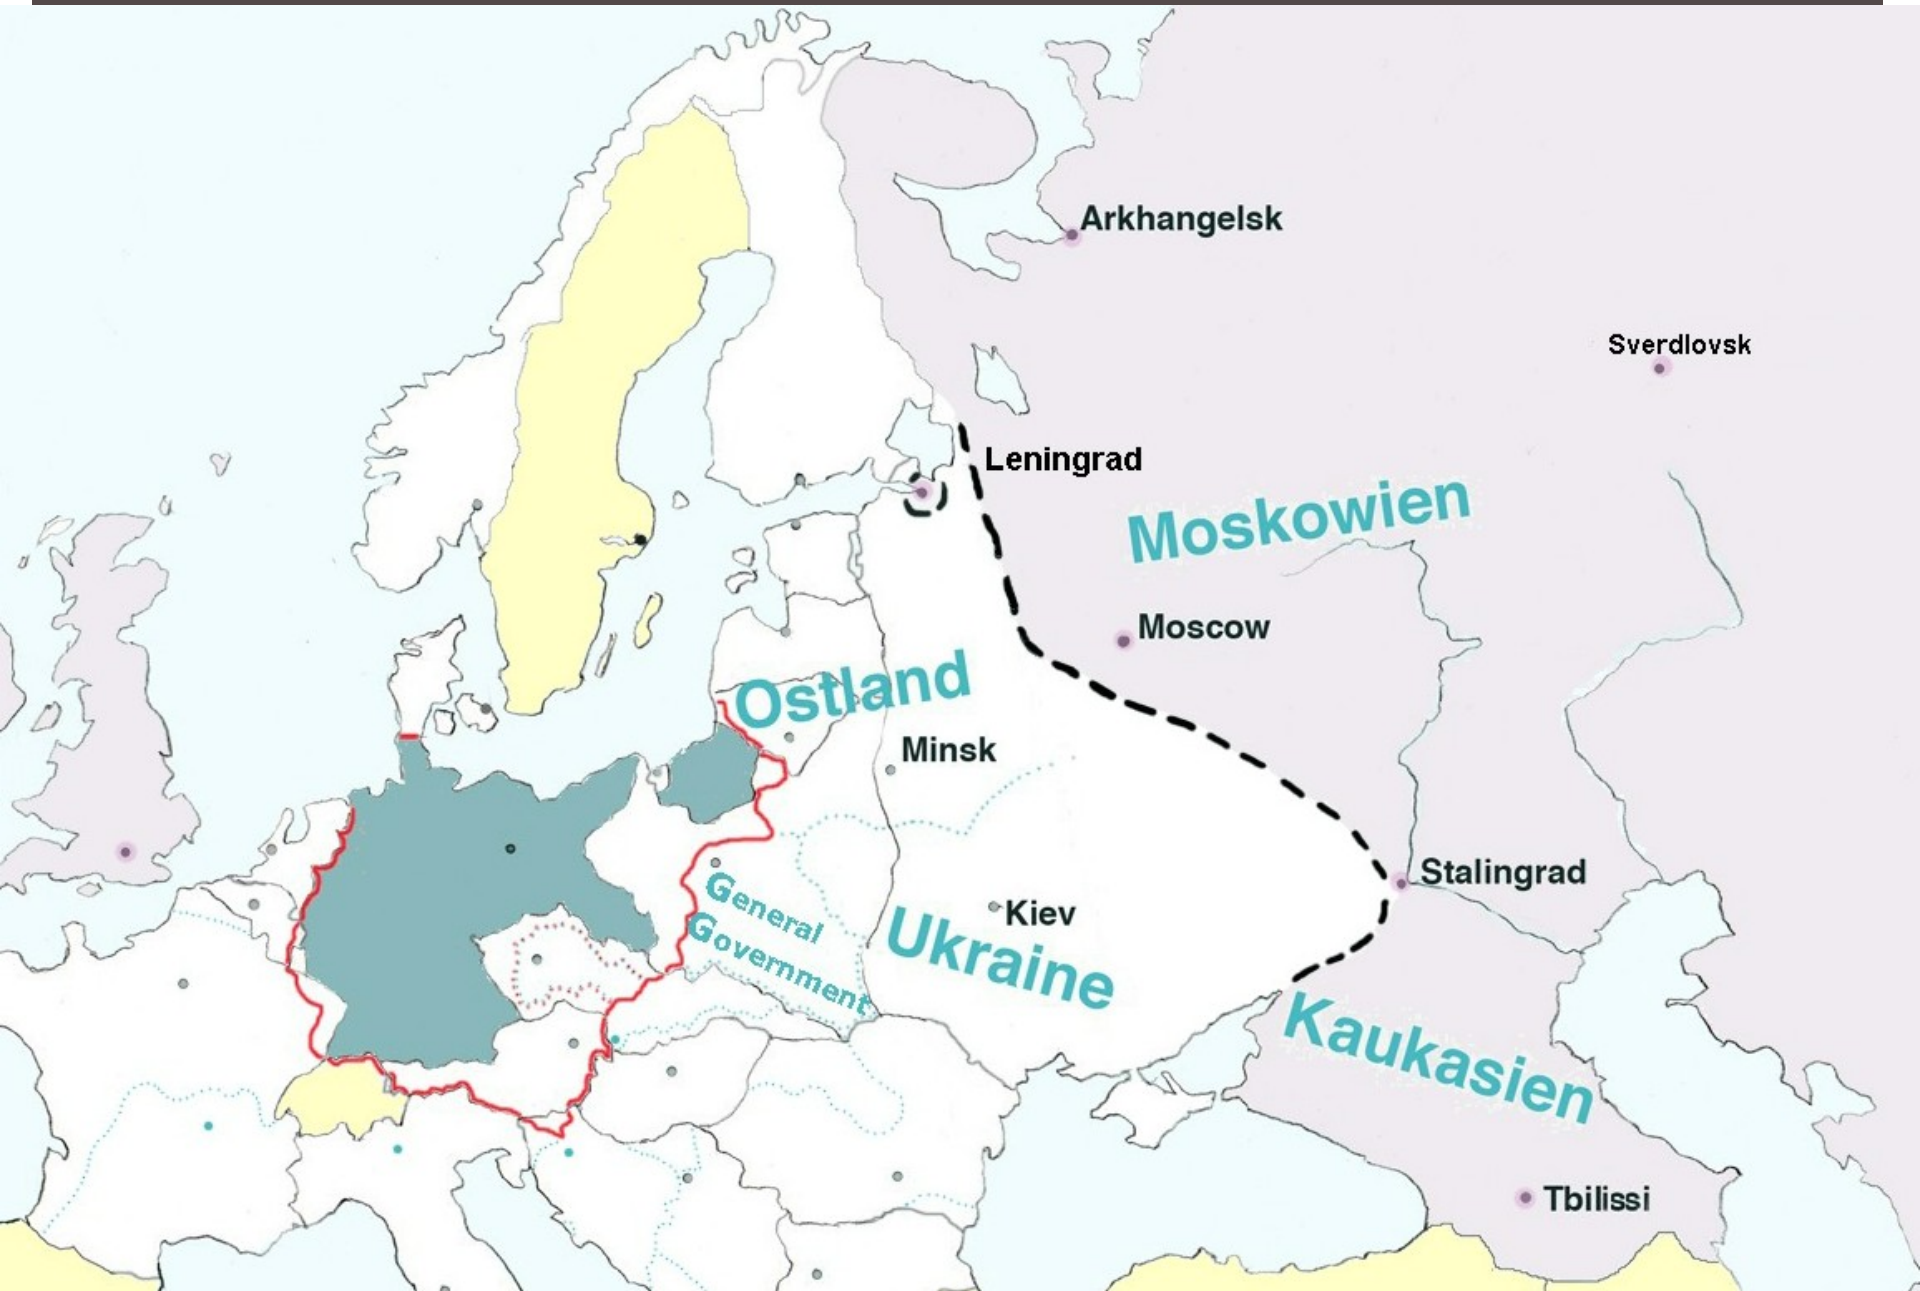 Arkhangelsk
Sverdlovsk
Leningrad
Moskowien
Moscow
Ostland
Minsk
Stalingrad
General
Government
Kiev
Ukraine
Kaukasien
Tbilissi